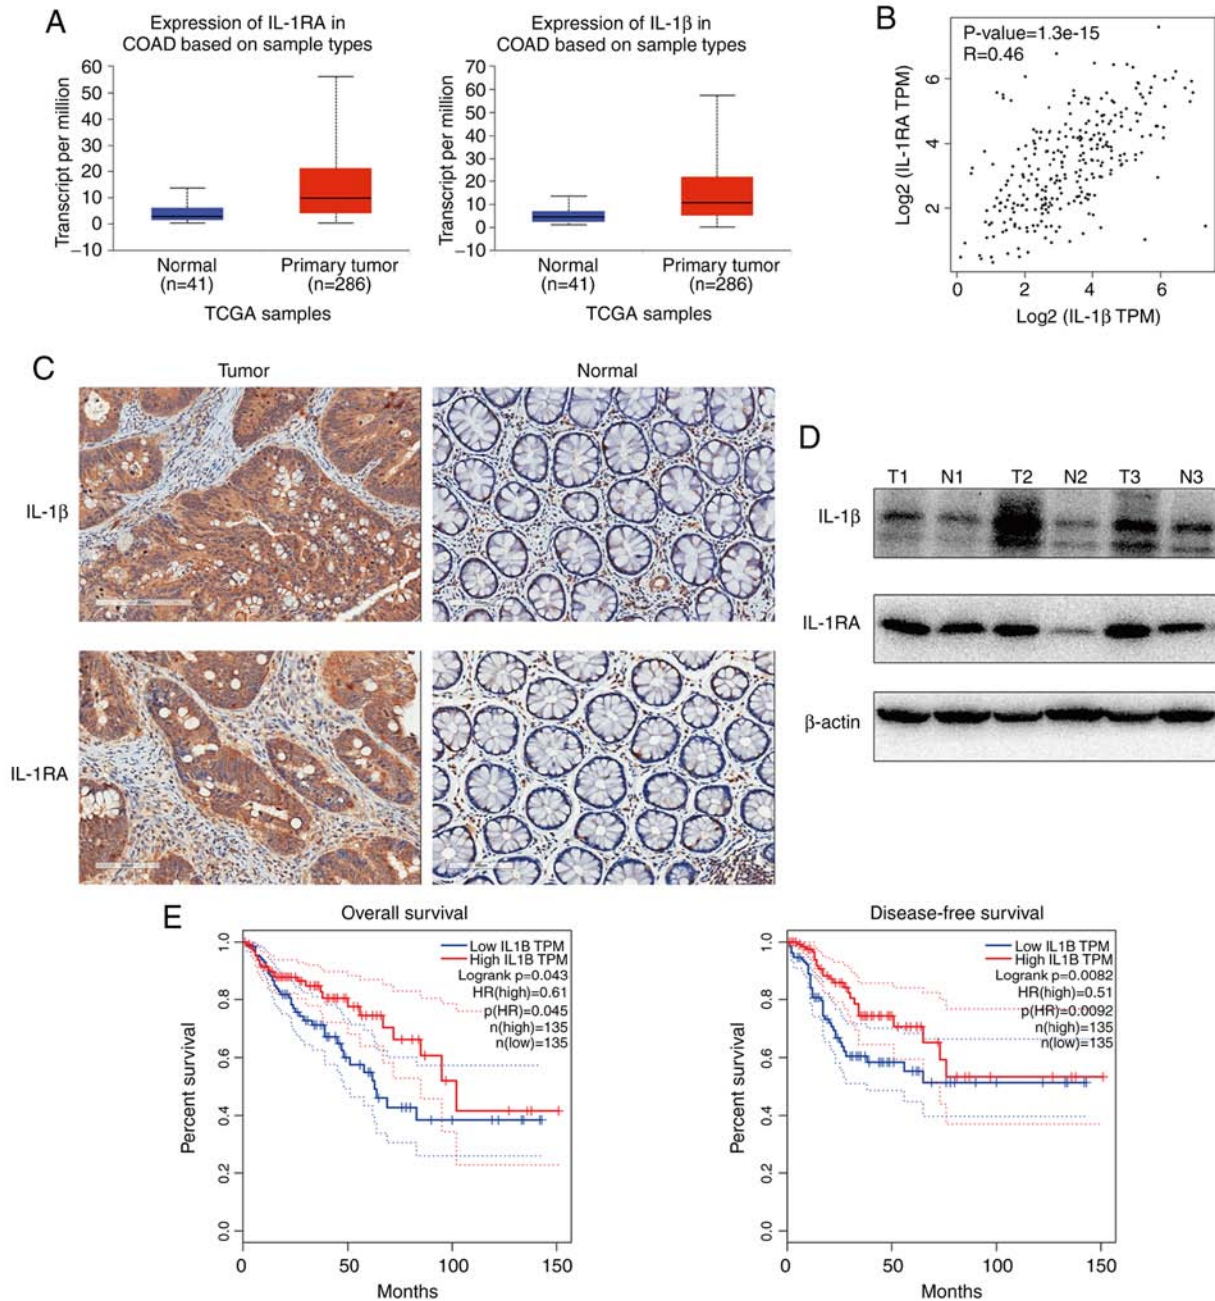 A
Expression of IL-1RA in
COAD based on sample types
Transcript per million
60
50
40
30
20
10
0
−10
Normal
(n=41)
Primary tumor
(n=286)
TCGA samples
Expression of IL-1β in
COAD based on sample types
Transcript per million
70
60
50
40
30
20
10
0
−10
Normal
(n=41)
Primary tumor
(n=286)
TCGA samples
B
P-value=1.3e-15
R=0.46
Log2 (IL-1RA TPM)
6
4
2
0 2 4 6
Log2 (IL-1β TPM)
C
Tumor Normal
IL-1β
IL-1RA
D
T1 N1 T2 N2 T3 N3
IL-1β
IL-1RA
β-actin
E
Overall survival
Low IL1B TPM
High IL1B TPM
Logrank p=0.043
HR(high)=0.61
p(HR)=0.045
n(high)=135
n(low)=135
Percent survival
1.0
0.8
0.6
0.4
0.2
0.0
0 50 100 150
Months
Disease-free survival
Low IL1B TPM
High IL1B TPM
Logrank p=0.0082
HR(high)=0.51
p(HR)=0.0092
n(high)=135
n(low)=135
Percent survival
1.0
0.8
0.6
0.4
0.2
0.0
0 50 100 150
Months